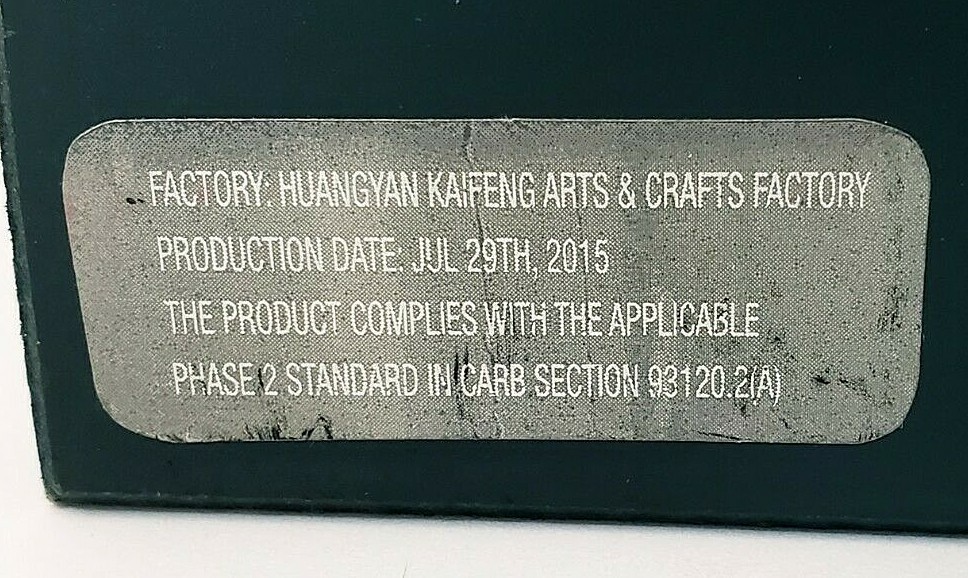 FACTORY: HUANGYAN KAIFENG ARTS & CRAFTS FACTORY
PRODUCTION DATE: JUL 29TH, 2015
THE PRODUCT COMPLIES WITH THE APPLICABLE
PHASE 2 STANDARD IN CARB SECTION 93120.2(A)